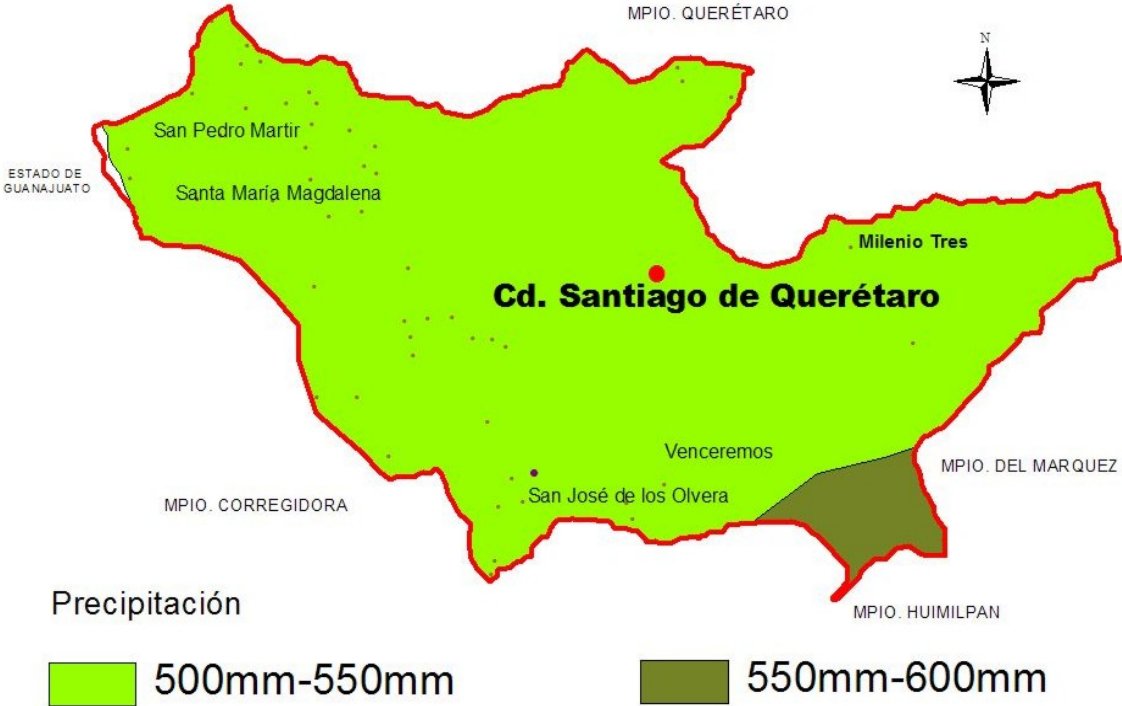 MPIO. QUERÉTARO
N
San Pedro Martir
ESTADO DE
GUANAJUATO
Santa María Magdalena
Milenio Tres
Cd. Santiago de Querétaro
Venceremos
MPIO. DEL MARQUEZ
San José de los Olvera
MPIO. CORREGIDORA
MPIO. HUIMILPAN
Precipitación
500mm-550mm
550mm-600mm